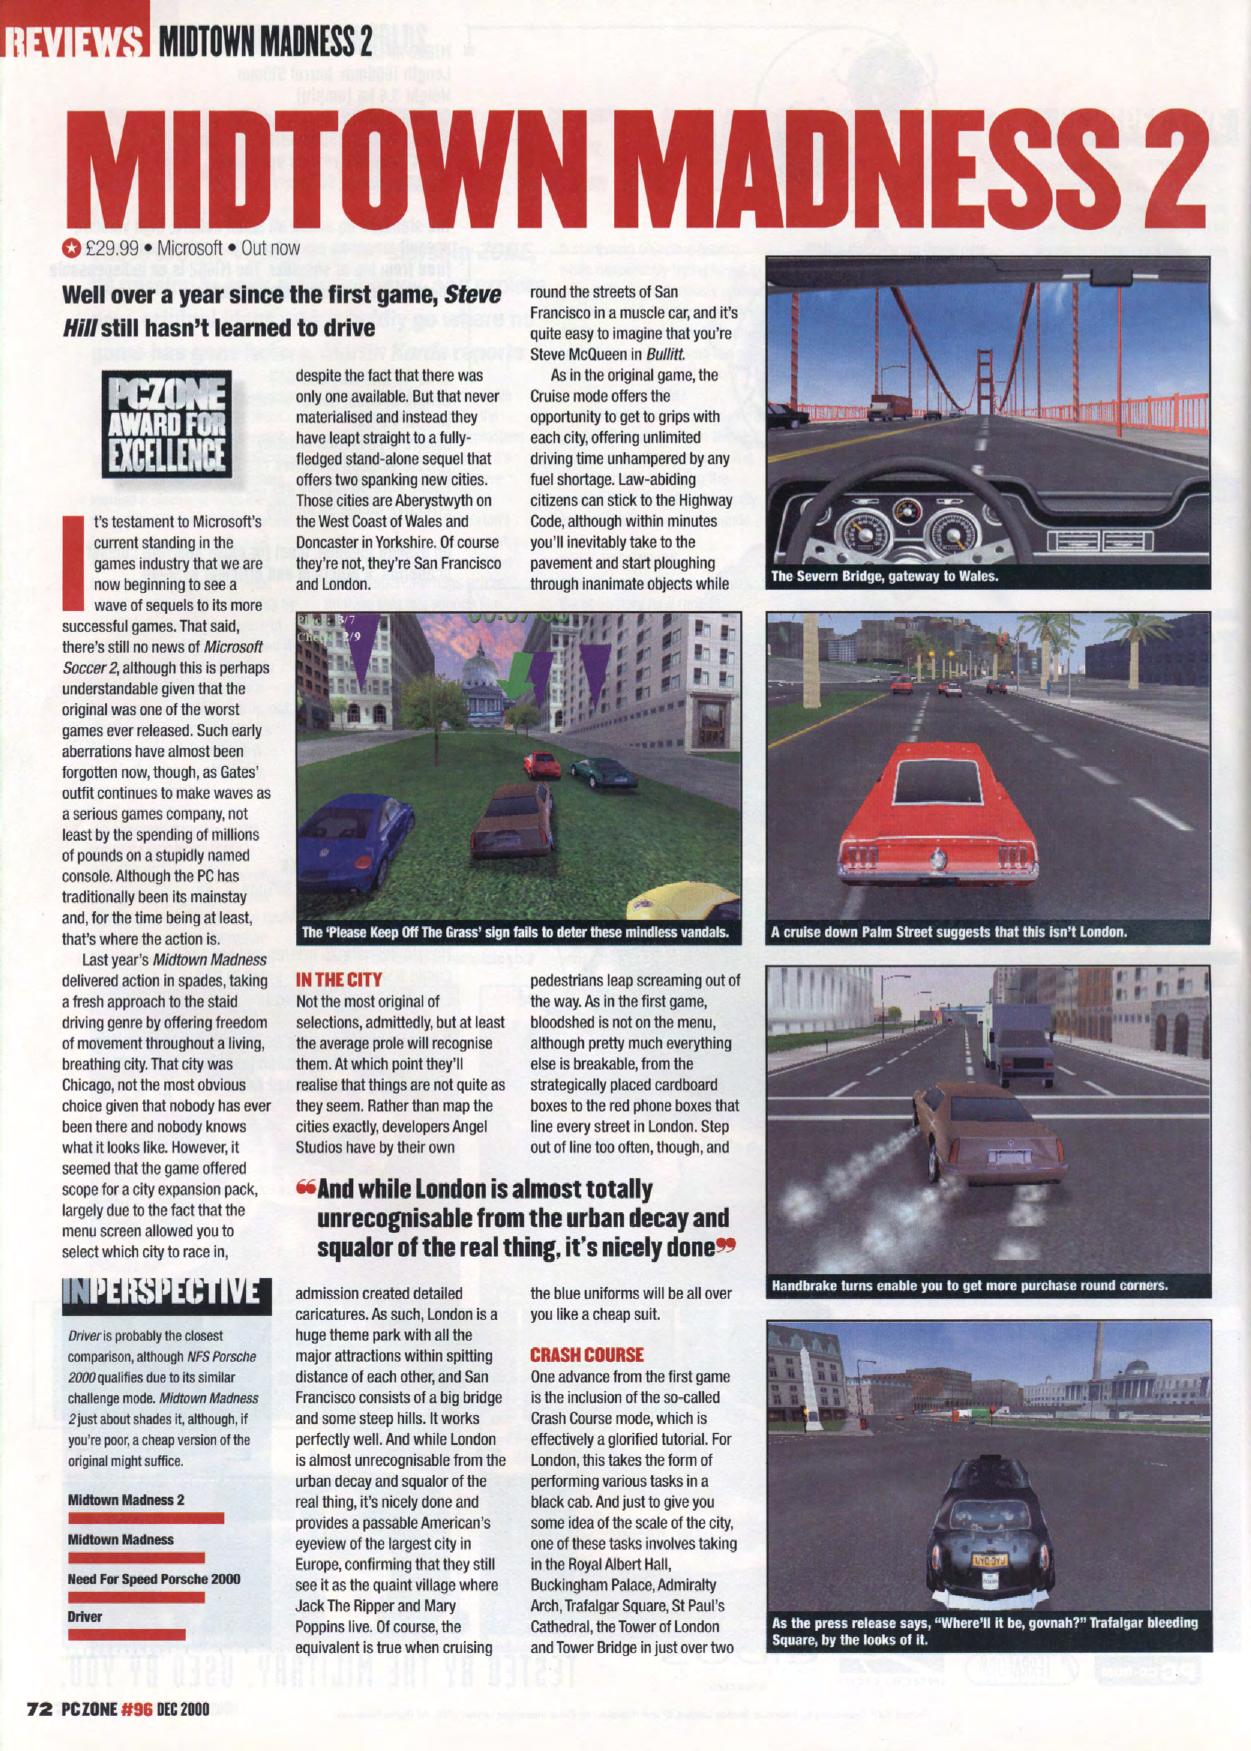 REVIEWS MIDTOWN MADNESS 2
MIDTOWN MADNESS 2
£29.99 • Microsoft • Out now
Well over a year since the first game, Steve
Hill still hasn't learned to drive
PCZONE
AWARD FOR
EXCELLENCE
It's testament to Microsoft's
current standing in the
games industry that we are
now beginning to see a
wave of sequels to its more
successful games. That said,
there's still no news of Microsoft
Soccer 2, although this is perhaps
understandable given that the
original was one of the worst
games ever released. Such early
aberrations have almost been
forgotten now, though, as Gates'
outfit continues to make waves as
a serious games company, not
least by the spending of millions
of pounds on a stupidly named
console. Although the PC has
traditionally been its mainstay
and, for the time being at least,
that's where the action is.
Last year's Midtown Madness
delivered action in spades, taking
a fresh approach to the staid
driving genre by offering freedom
of movement throughout a living,
breathing city. That city was
Chicago, not the most obvious
choice given that nobody has ever
been there and nobody knows
what it looks like. However, it
seemed that the game offered
scope for a city expansion pack,
largely due to the fact that the
menu screen allowed you to
select which city to race in,
despite the fact that there was
only one available. But that never
materialised and instead they
have leapt straight to a fully-
fledged stand-alone sequel that
offers two spanking new cities.
Those cities are Aberystwyth on
the West Coast of Wales and
Doncaster in Yorkshire. Of course
they're not, they're San Francisco
and London.
IN THE CITY
Not the most original of
selections, admittedly, but at least
the average prole will recognise
them. At which point they'll
realise that things are not quite as
they seem. Rather than map the
cities exactly, developers Angel
Studios have by their own
admission created detailed
caricatures. As such, London is a
huge theme park with all the
major attractions within spitting
distance of each other, and San
Francisco consists of a big bridge
and some steep hills. It works
perfectly well. And while London
is almost unrecognisable from the
urban decay and squalor of the
real thing, it's nicely done and
provides a passable American's
eyeview of the largest city in
Europe, confirming that they still
see it as the quaint village where
Jack The Ripper and Mary
Poppins live. Of course, the
equivalent is true when cruising
round the streets of San
Francisco in a muscle car, and it's
quite easy to imagine that you're
Steve McQueen in Bullitt.
As in the original game, the
Cruise mode offers the
opportunity to get to grips with
each city, offering unlimited
driving time unhampered by any
fuel shortage. Law-abiding
citizens can stick to the Highway
Code, although within minutes
you'll inevitably take to the
pavement and start ploughing
through inanimate objects while
pedestrians leap screaming out of
the way. As in the first game,
bloodshed is not on the menu,
although pretty much everything
else is breakable, from the
strategically placed cardboard
boxes to the red phone boxes that
line every street in London. Step
out of line too often, though, and
the blue uniforms will be all over
you like a cheap suit.
CRASH COURSE
One advance from the first game
is the inclusion of the so-called
Crash Course mode, which is
effectively a glorified tutorial. For
London, this takes the form of
performing various tasks in a
black cab. And just to give you
some idea of the scale of the city,
one of these tasks involves taking
in the Royal Albert Hall,
Buckingham Palace, Admiralty
Arch, Trafalgar Square, St Paul's
Cathedral, the Tower of London
and Tower Bridge in just over two
“And while London is almost totally
unrecognisable from the urban decay and
squalor of the real thing, it's nicely done”
3/7
2/9
The 'Please Keep Off The Grass' sign fails to deter these mindless vandals.
The Severn Bridge, gateway to Wales.
A cruise down Palm Street suggests that this isn't London.
Handbrake turns enable you to get more purchase round corners.
As the press release says, "Where'll it be, govnah?" Trafalgar bleeding
Square, by the looks of it.
INPERSPECTIVE
Driver is probably the closest
comparison, although NFS Porsche
2000 qualifies due to its similar
challenge mode. Midtown Madness
2 just about shades it, although, if
you're poor, a cheap version of the
original might suffice.
Midtown Madness 2
Midtown Madness
Need For Speed Porsche 2000
Driver
72 PCZONE #96 DEC 2000